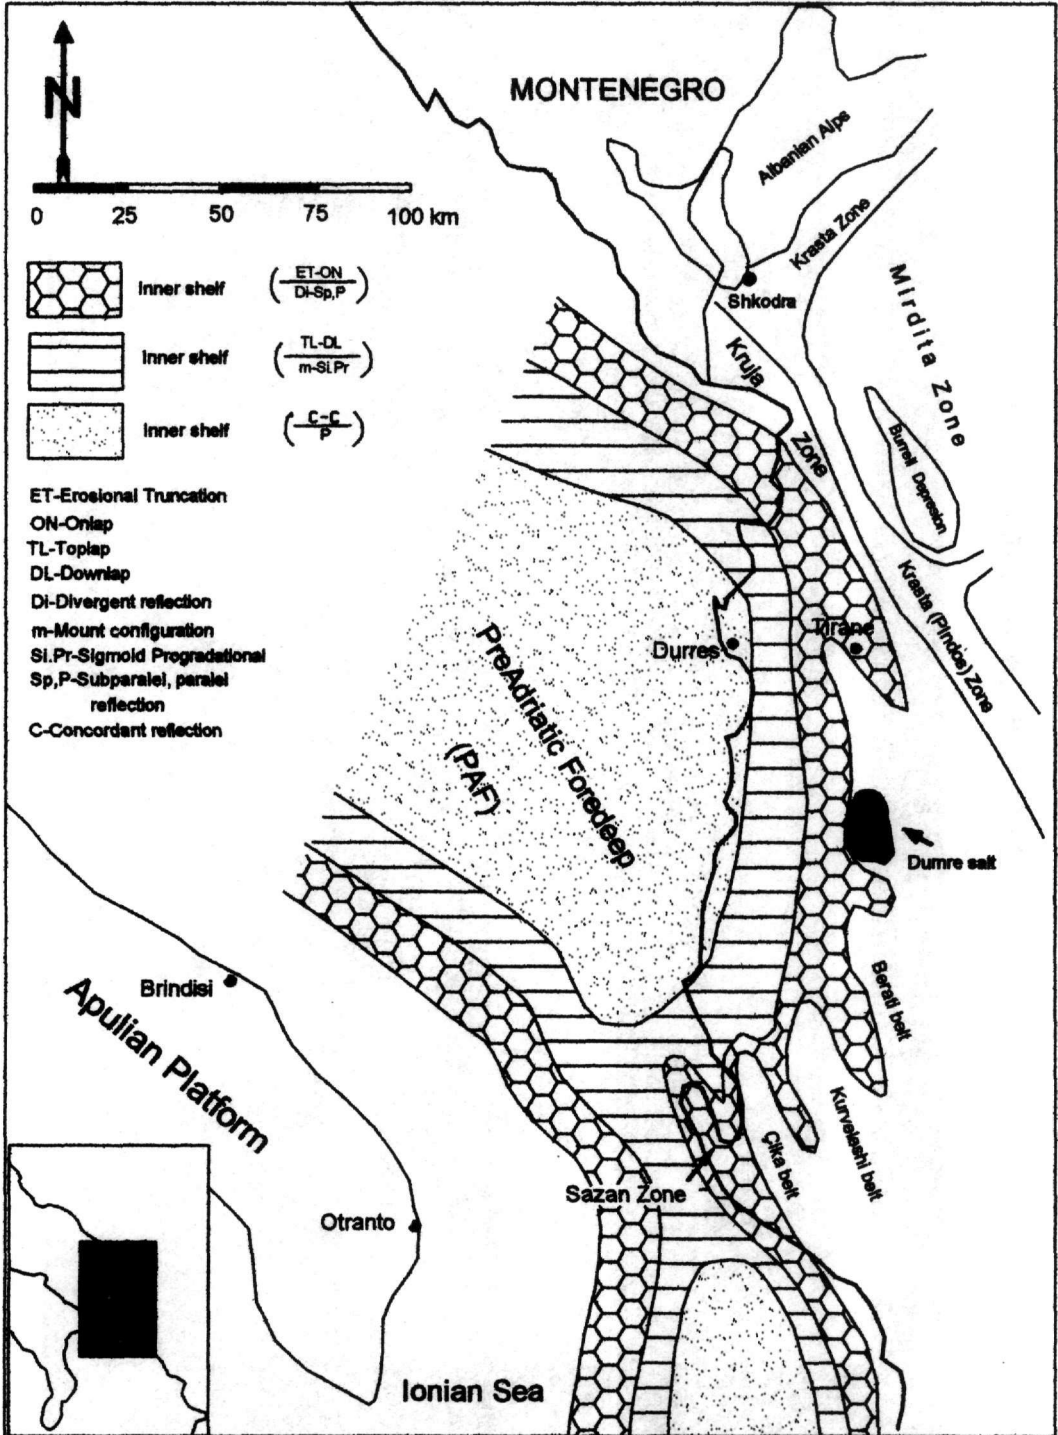 N
0 25 50 75 100 km
Inner shelf (ET-ON / Di-Sp,P)
Inner shelf (TL-DL / m-Si.Pr)
Inner shelf (C-C / P)
ET-Erosional Truncation
ON-Onlap
TL-Toplap
DL-Downlap
Di-Divergent reflection
m-Mount configuration
Si.Pr-Sigmoid Progradational
Sp,P-Subparalel, paralel
reflection
C-Concordant reflection
MONTENEGRO
Albanian Alps
Krasta Zone
Shkodra
Mirdita Zone
Kruja Zone
Burreli Depresion
Krasta (Pindos) Zone
Tirane
Durres
PreAdriatic Foredeep
(PAF)
Dumre salt
Brindisi
Apulian Platform
Berati belt
Kurveleshi belt
Çika belt
Sazan Zone
Otranto
Ionian Sea